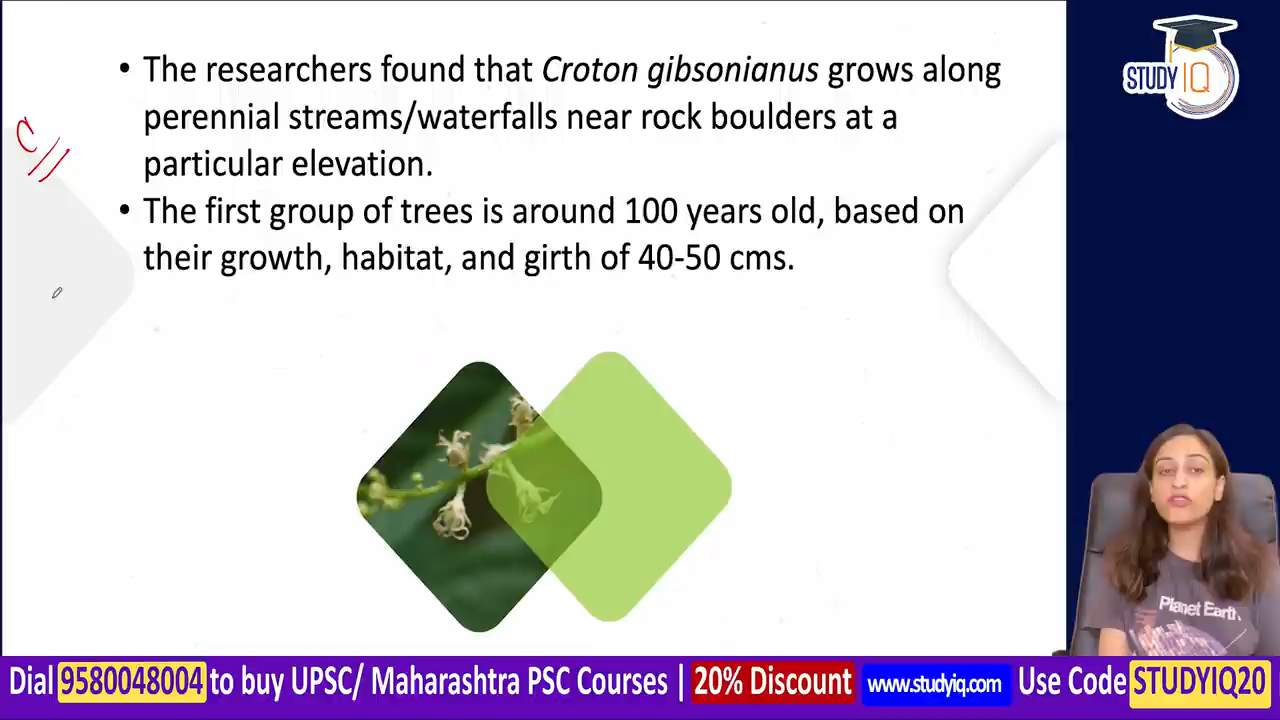 • The researchers found that Croton gibsonianus grows along
perennial streams/waterfalls near rock boulders at a
particular elevation.
• The first group of trees is around 100 years old, based on
their growth, habitat, and girth of 40-50 cms.
STUDY IQ
Planet Earth
Dial 9580048004 to buy UPSC/ Maharashtra PSC Courses | 20% Discount www.studyiq.com Use Code STUDYIQ20